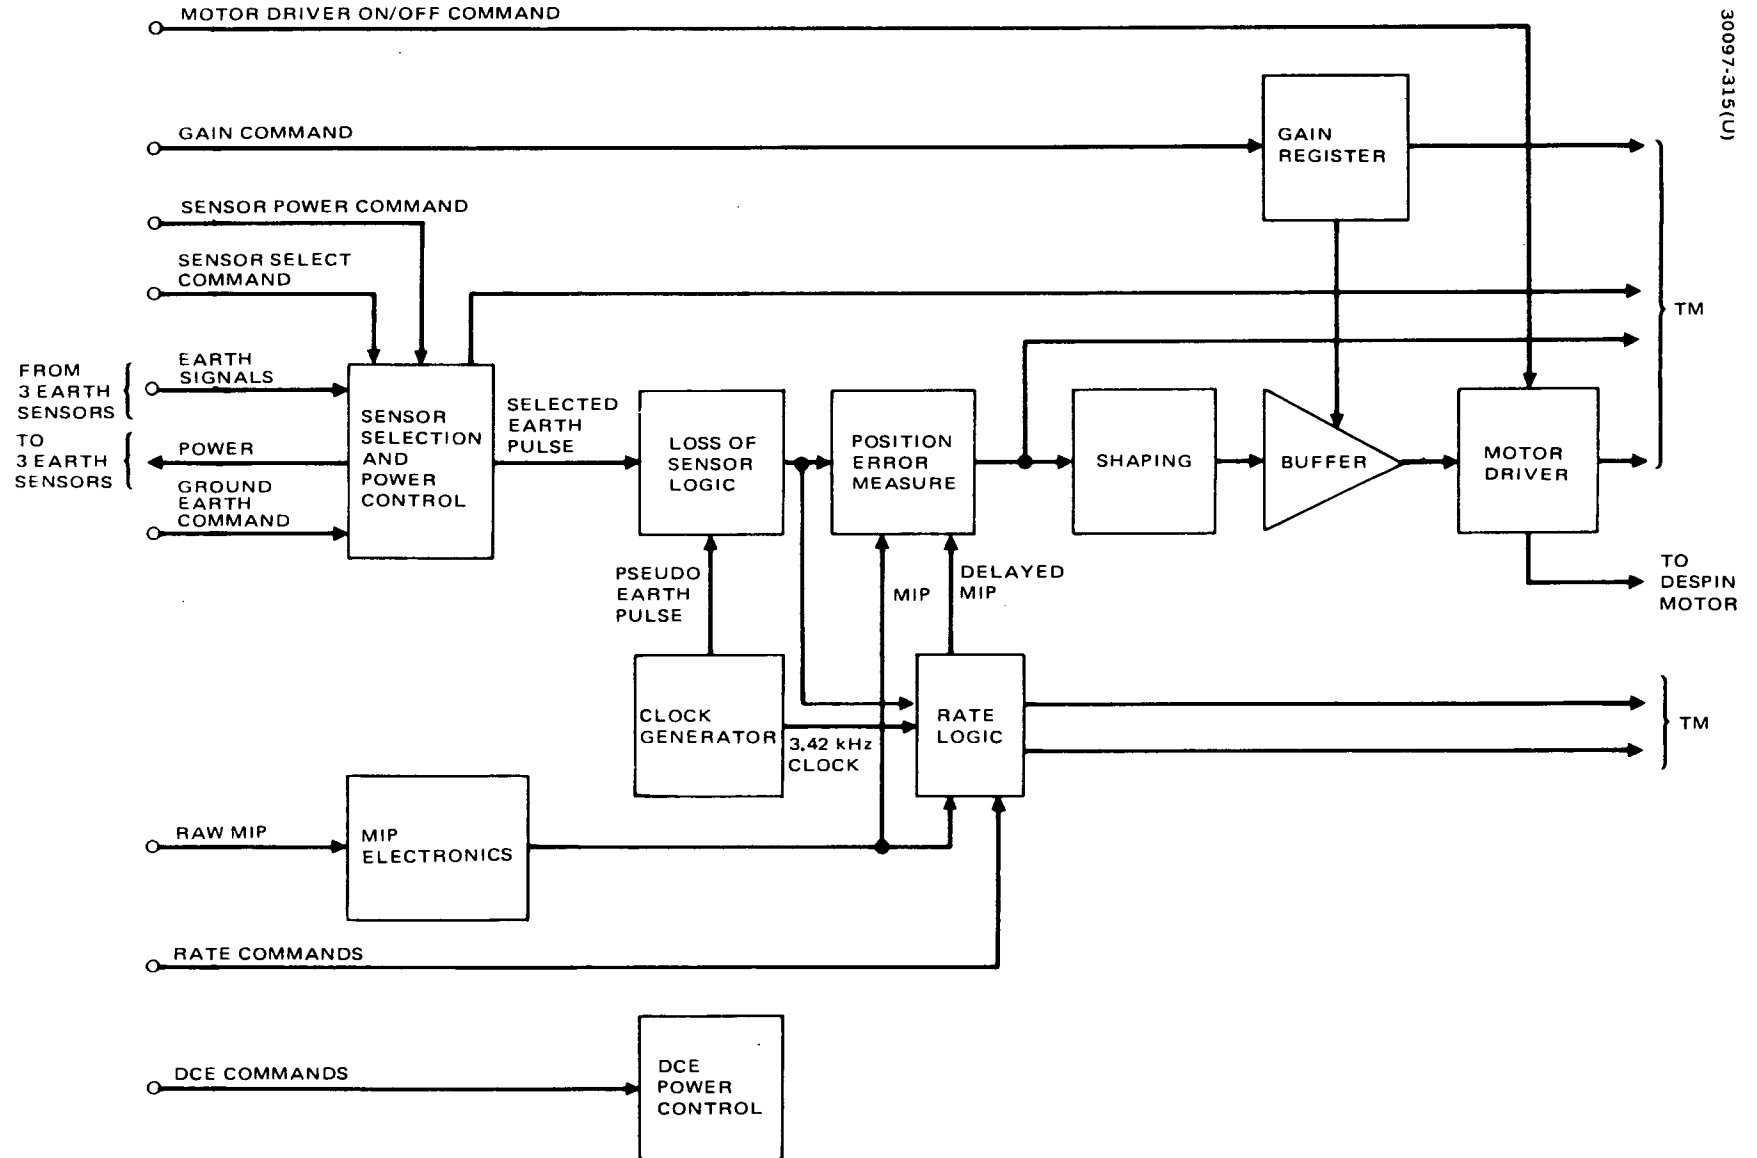 MOTOR DRIVER ON/OFF COMMAND
30097-315(U)
GAIN COMMAND
GAIN
REGISTER
SENSOR POWER COMMAND
SENSOR SELECT
COMMAND
TM
FROM
3 EARTH
SENSORS
EARTH
SIGNALS
TO
3 EARTH
SENSORS
POWER
GROUND
EARTH
COMMAND
SENSOR
SELECTION
AND
POWER
CONTROL
SELECTED
EARTH
PULSE
LOSS OF
SENSOR
LOGIC
POSITION
ERROR
MEASURE
SHAPING
BUFFER
MOTOR
DRIVER
TO
DESPIN
MOTOR
PSEUDO
EARTH
PULSE
MIP
DELAYED
MIP
CLOCK
GENERATOR
3.42 kHz
CLOCK
RATE
LOGIC
TM
RAW MIP
MIP
ELECTRONICS
RATE COMMANDS
DCE COMMANDS
DCE
POWER
CONTROL